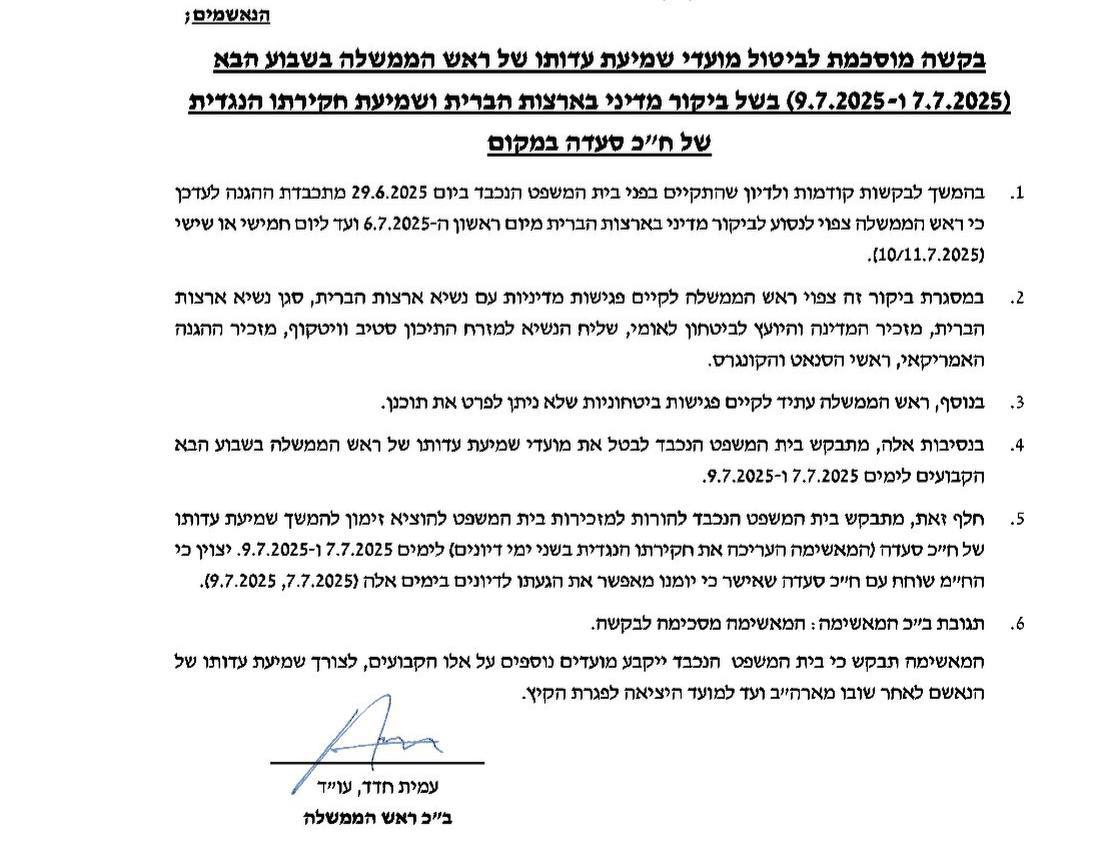 הנאשמים;
בקשה מוסכמת לביטול מועדי שמיעת עדותו של ראש הממשלה בשבוע הבא
(7.7.2025 ו-9.7.2025) בשל ביקור מדיני בארצות הברית ושמיעת חקירתו הנגדית
של ח״כ סעדה במקום
1. בהמשך לבקשות קודמות ולדיון שהתקיים בפני בית המשפט הנכבד ביום 29.6.2025 מתכבדת ההגנה לעדכן
כי ראש הממשלה צפוי לנסוע לביקור מדיני בארצות הברית מיום ראשון ה-6.7.2025 ועד ליום חמישי או שישי
(10/11.7.2025).
2. במסגרת ביקור זה צפוי ראש הממשלה לקיים פגישות מדיניות עם נשיא ארצות הברית, סגן נשיא ארצות
הברית, מזכיר המדינה והיועץ לביטחון לאומי, שליח הנשיא למזרח התיכון סטיב וויטקוף, מזכיר ההגנה
האמריקאי, ראשי הסנאט והקונגרס.
3. בנוסף, ראש הממשלה עתיד לקיים פגישות ביטחוניות שלא ניתן לפרט את תוכנן.
4. בנסיבות אלה, מתבקש בית המשפט הנכבד לבטל את מועדי שמיעת עדותו של ראש הממשלה בשבוע הבא
הקבועים לימים 7.7.2025 ו-9.7.2025.
5. חלף זאת, מתבקש בית המשפט הנכבד להורות למזכירות בית המשפט להוציא זימון להמשך שמיעת עדותו
של ח״כ סעדה (המאשימה העריכה את חקירתו הנגדית בשני ימי דיונים) לימים 7.7.2025 ו-9.7.2025. יצוין כי
הח״מ שוחח עם ח״כ סעדה שאישר כי יומנו מאפשר את הגעתו לדיונים בימים אלה (7.7.2025, 9.7.2025).
6. תגובת ב״כ המאשימה: המאשימה מסכימה לבקשה.
המאשימה תבקש כי בית המשפט הנכבד ייקבע מועדים נוספים על אלו הקבועים, לצורך שמיעת עדותו של
הנאשם לאחר שובו מארה״ב ועד למועד היציאה לפגרת הקיץ.
עמית חדד, עו״ד
ב״כ ראש הממשלה